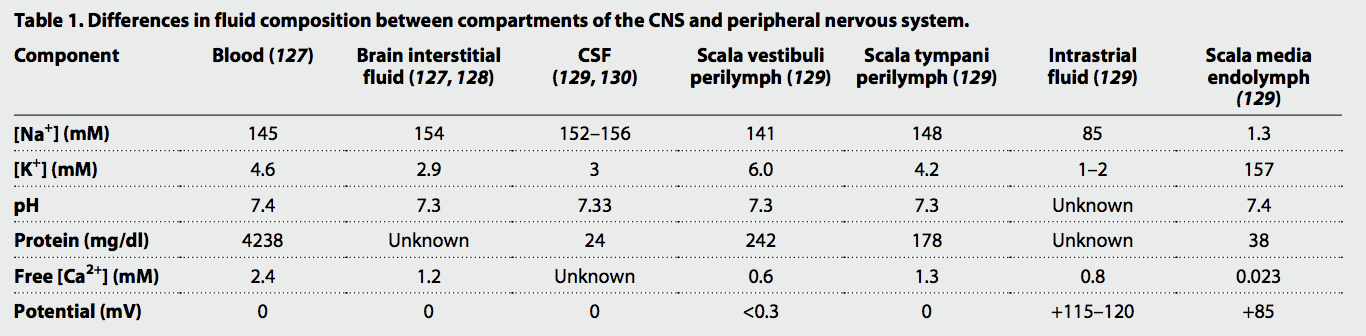 Table 1. Differences in fluid composition between compartments of the CNS and peripheral nervous system.
Component Blood (127) Brain interstitial fluid (127, 128) CSF (129, 130) Scala vestibuli perilymph (129) Scala tympani perilymph (129) Intrastrial fluid (129) Scala media endolymph (129)
[Na+] (mM) 145 154 152–156 141 148 85 1.3
[K+] (mM) 4.6 2.9 3 6.0 4.2 1–2 157
pH 7.4 7.3 7.33 7.3 7.3 Unknown 7.4
Protein (mg/dl) 4238 Unknown 24 242 178 Unknown 38
Free [Ca2+] (mM) 2.4 1.2 Unknown 0.6 1.3 0.8 0.023
Potential (mV) 0 0 0 <0.3 0 +115–120 +85